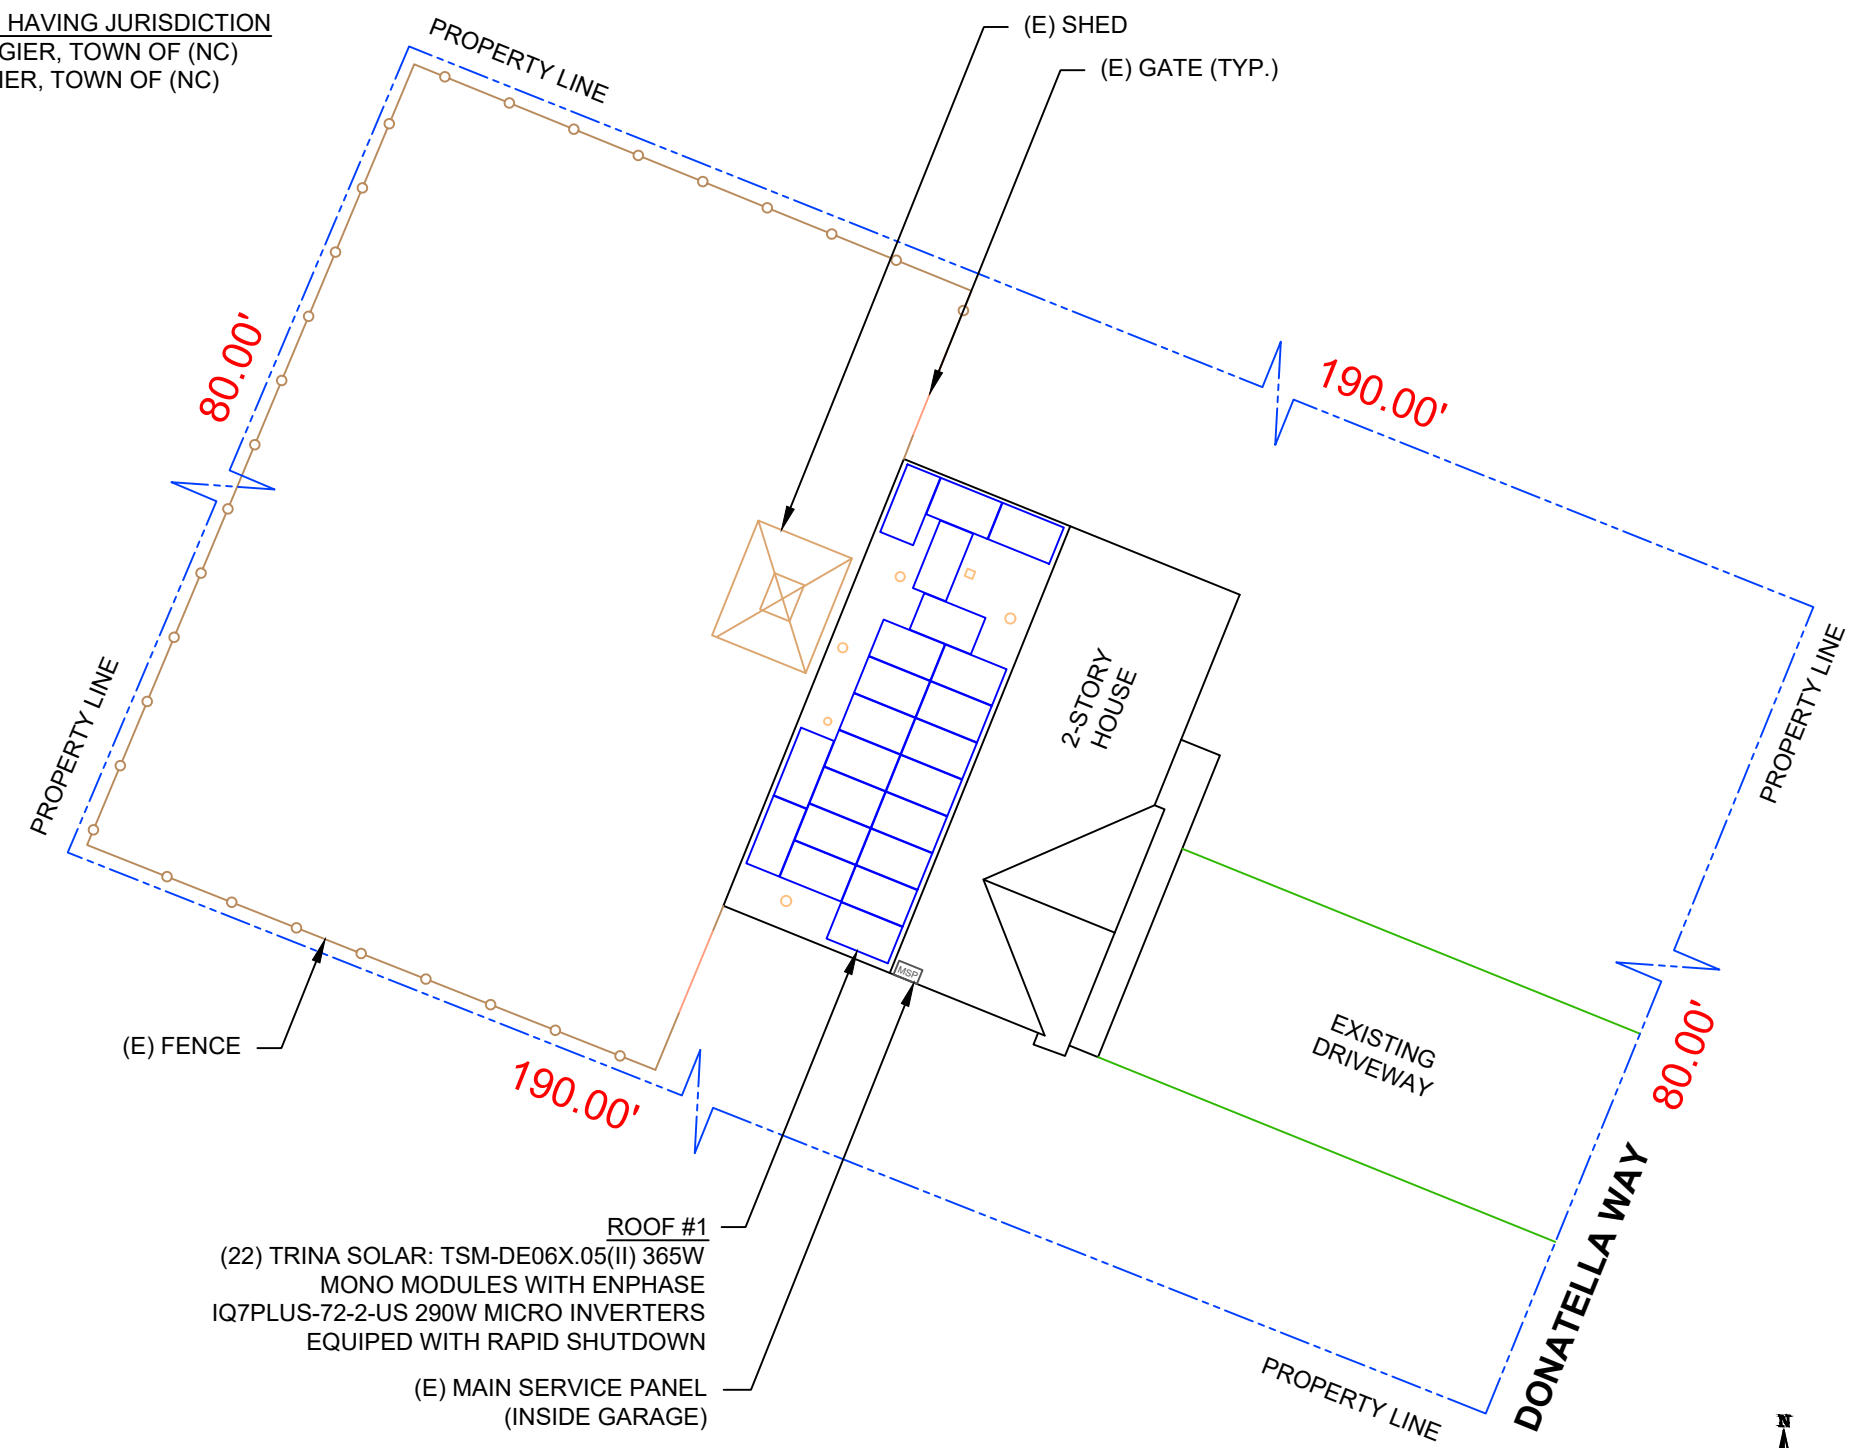 HAVING JURISDICTION
GIER, TOWN OF (NC)
IER, TOWN OF (NC)
PROPERTY LINE
(E) SHED
(E) GATE (TYP.)
80.00'
190.00'
PROPERTY LINE
PROPERTY LINE
2-STORY
HOUSE
MSP
(E) FENCE
190.00'
EXISTING
DRIVEWAY
80.00'
DONATELLA WAY
ROOF #1
(22) TRINA SOLAR: TSM-DE06X.05(II) 365W
MONO MODULES WITH ENPHASE
IQ7PLUS-72-2-US 290W MICRO INVERTERS
EQUIPED WITH RAPID SHUTDOWN
(E) MAIN SERVICE PANEL
(INSIDE GARAGE)
PROPERTY LINE
N